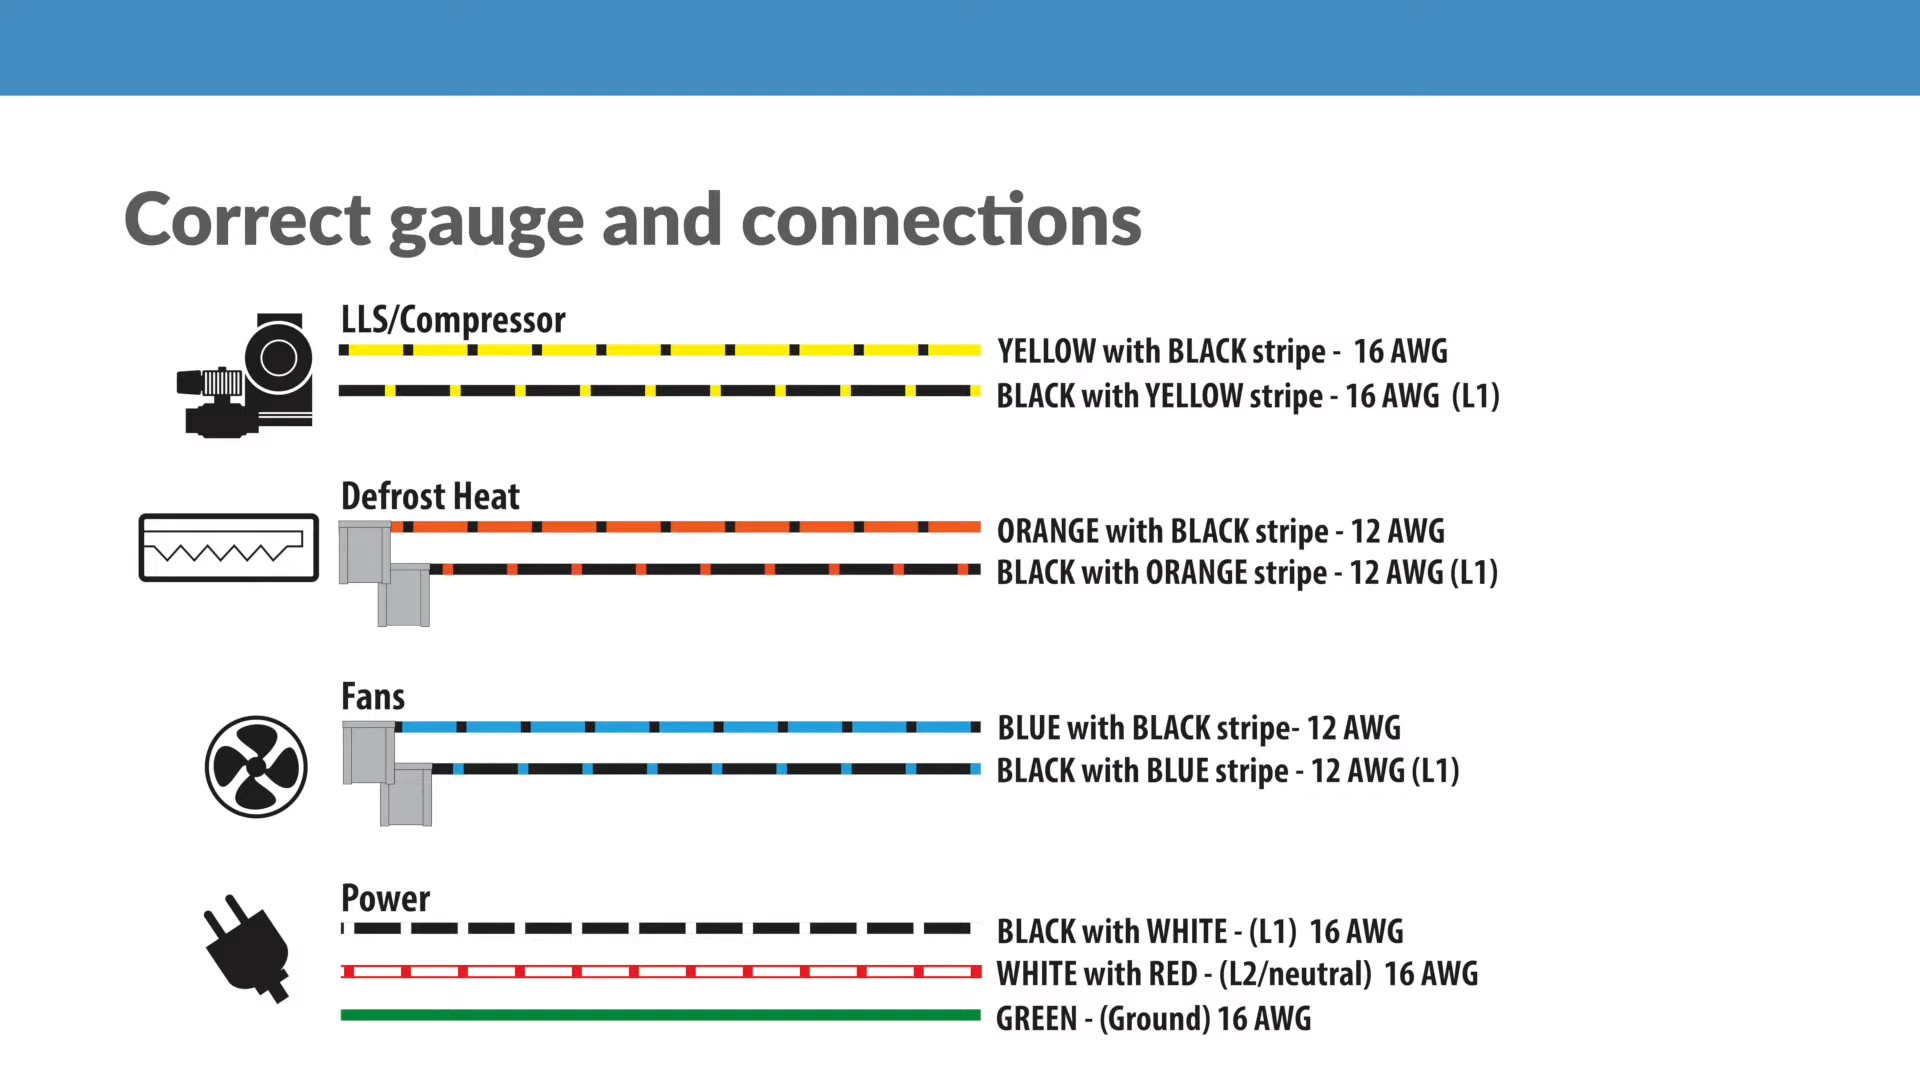 Correct gauge and connections
LLS/Compressor
YELLOW with BLACK stripe - 16 AWG
BLACK with YELLOW stripe - 16 AWG (L1)
Defrost Heat
ORANGE with BLACK stripe - 12 AWG
BLACK with ORANGE stripe - 12 AWG (L1)
Fans
BLUE with BLACK stripe- 12 AWG
BLACK with BLUE stripe - 12 AWG (L1)
Power
BLACK with WHITE - (L1) 16 AWG
WHITE with RED - (L2/neutral) 16 AWG
GREEN - (Ground) 16 AWG